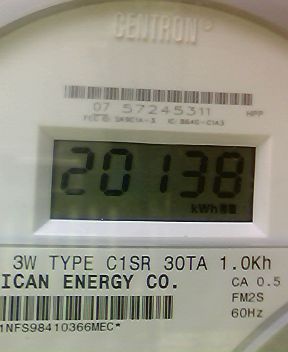 CENTRON®
07 57245311 HPP
20138
kWh
3W TYPE C1SR 30TA 1.0Kh
ICAN ENERGY CO. CA 0.5
FM2S
60Hz
1NFS98410366MEC*